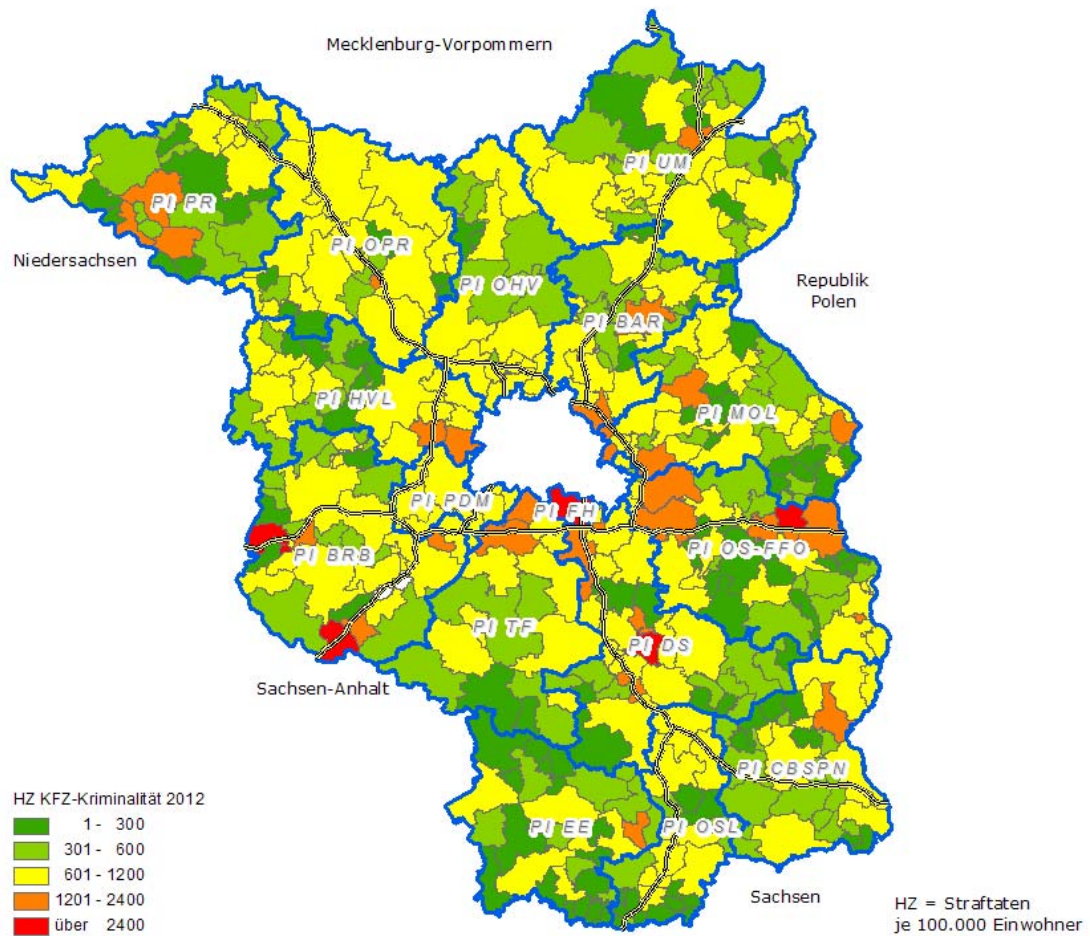 Mecklenburg-Vorpommern
PI UM
PI PR
Niedersachsen
PI OPR
PI OHV
Republik
Polen
PI BAR
PI HVL
PI MOL
PI PDM
PI FH
PI BRB
PI OS-FFO
PI TF
PI DS
Sachsen-Anhalt
PI CBSPN
PI EE
PI OSL
Sachsen
HZ KFZ-Kriminalität 2012
1 - 300
301 - 600
601 - 1200
1201 - 2400
über 2400
HZ = Straftaten
je 100.000 Einwohner